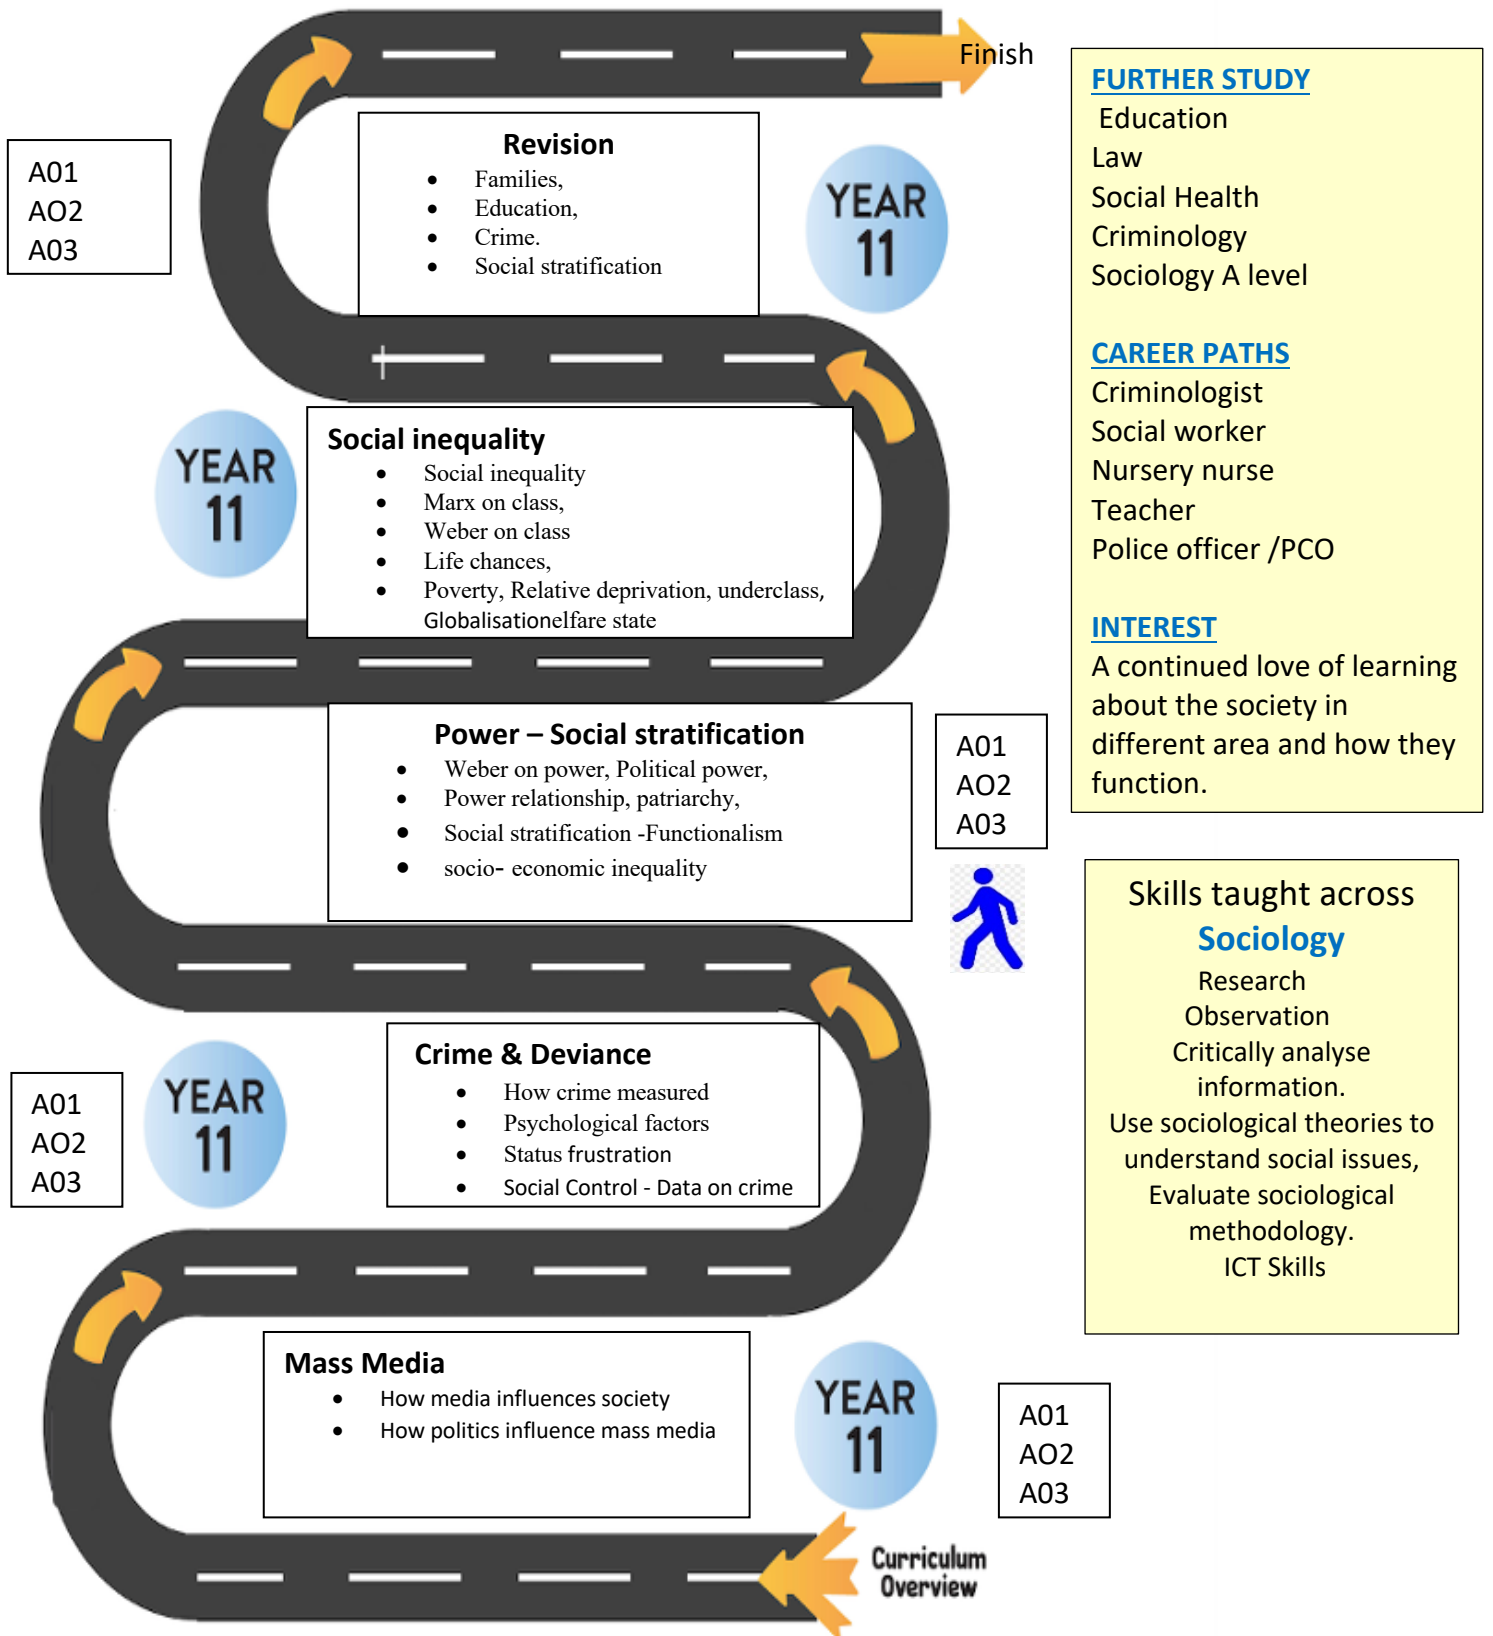 Finish
A01
AO2
A03
Revision
Families,
Education,
Crime.
Social stratification
YEAR
11
YEAR
11
Social inequality
Social inequality
Marx on class,
Weber on class
Life chances,
Poverty, Relative deprivation, underclass,
Globalisationelfare state
Power – Social stratification
Weber on power, Political power,
Power relationship, patriarchy,
Social stratification -Functionalism
socio- economic inequality
A01
AO2
A03
A01
AO2
A03
YEAR
11
Crime & Deviance
How crime measured
Psychological factors
Status frustration
Social Control - Data on crime
Mass Media
How media influences society
How politics influence mass media
YEAR
11
A01
AO2
A03
Curriculum
Overview
FURTHER STUDY
Education
Law
Social Health
Criminology
Sociology A level
CAREER PATHS
Criminologist
Social worker
Nursery nurse
Teacher
Police officer /PCO
INTEREST
A continued love of learning
about the society in
different area and how they
function.
Skills taught across
Sociology
Research
Observation
Critically analyse
information.
Use sociological theories to
understand social issues,
Evaluate sociological
methodology.
ICT Skills